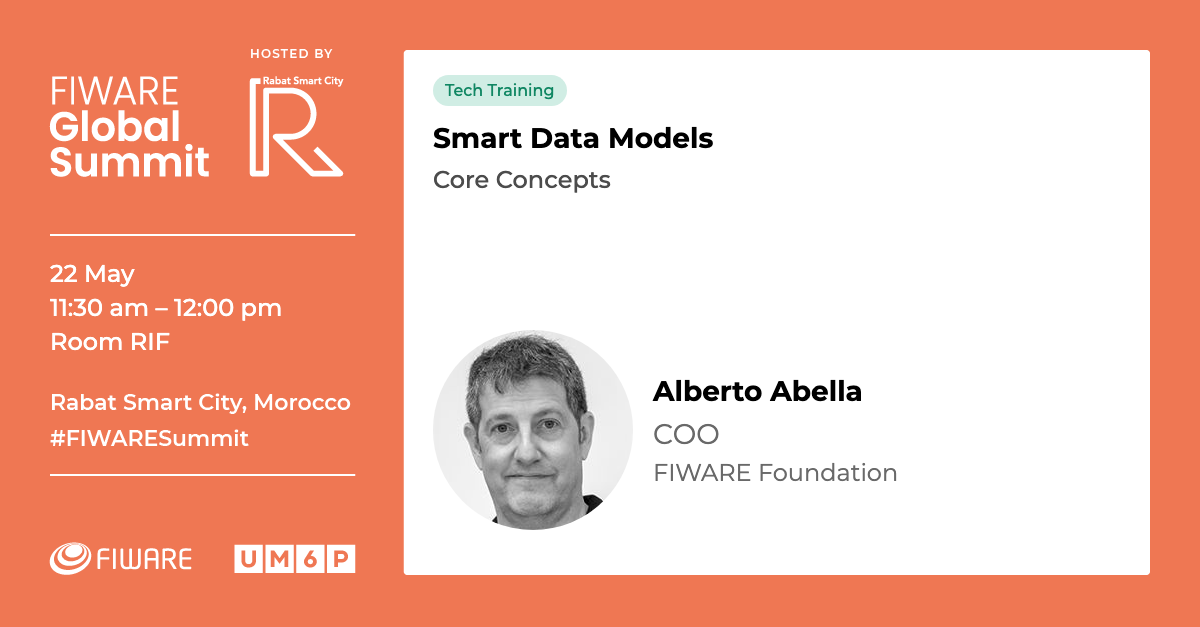 HOSTED BY
FIWARE
Global
Summit
Rabat Smart City
R
22 May
11:30 am – 12:00 pm
Room RIF
Rabat Smart City, Morocco
#FIWARESummit
FIWARE
UM6P
Tech Training
Smart Data Models
Core Concepts
Alberto Abella
COO
FIWARE Foundation